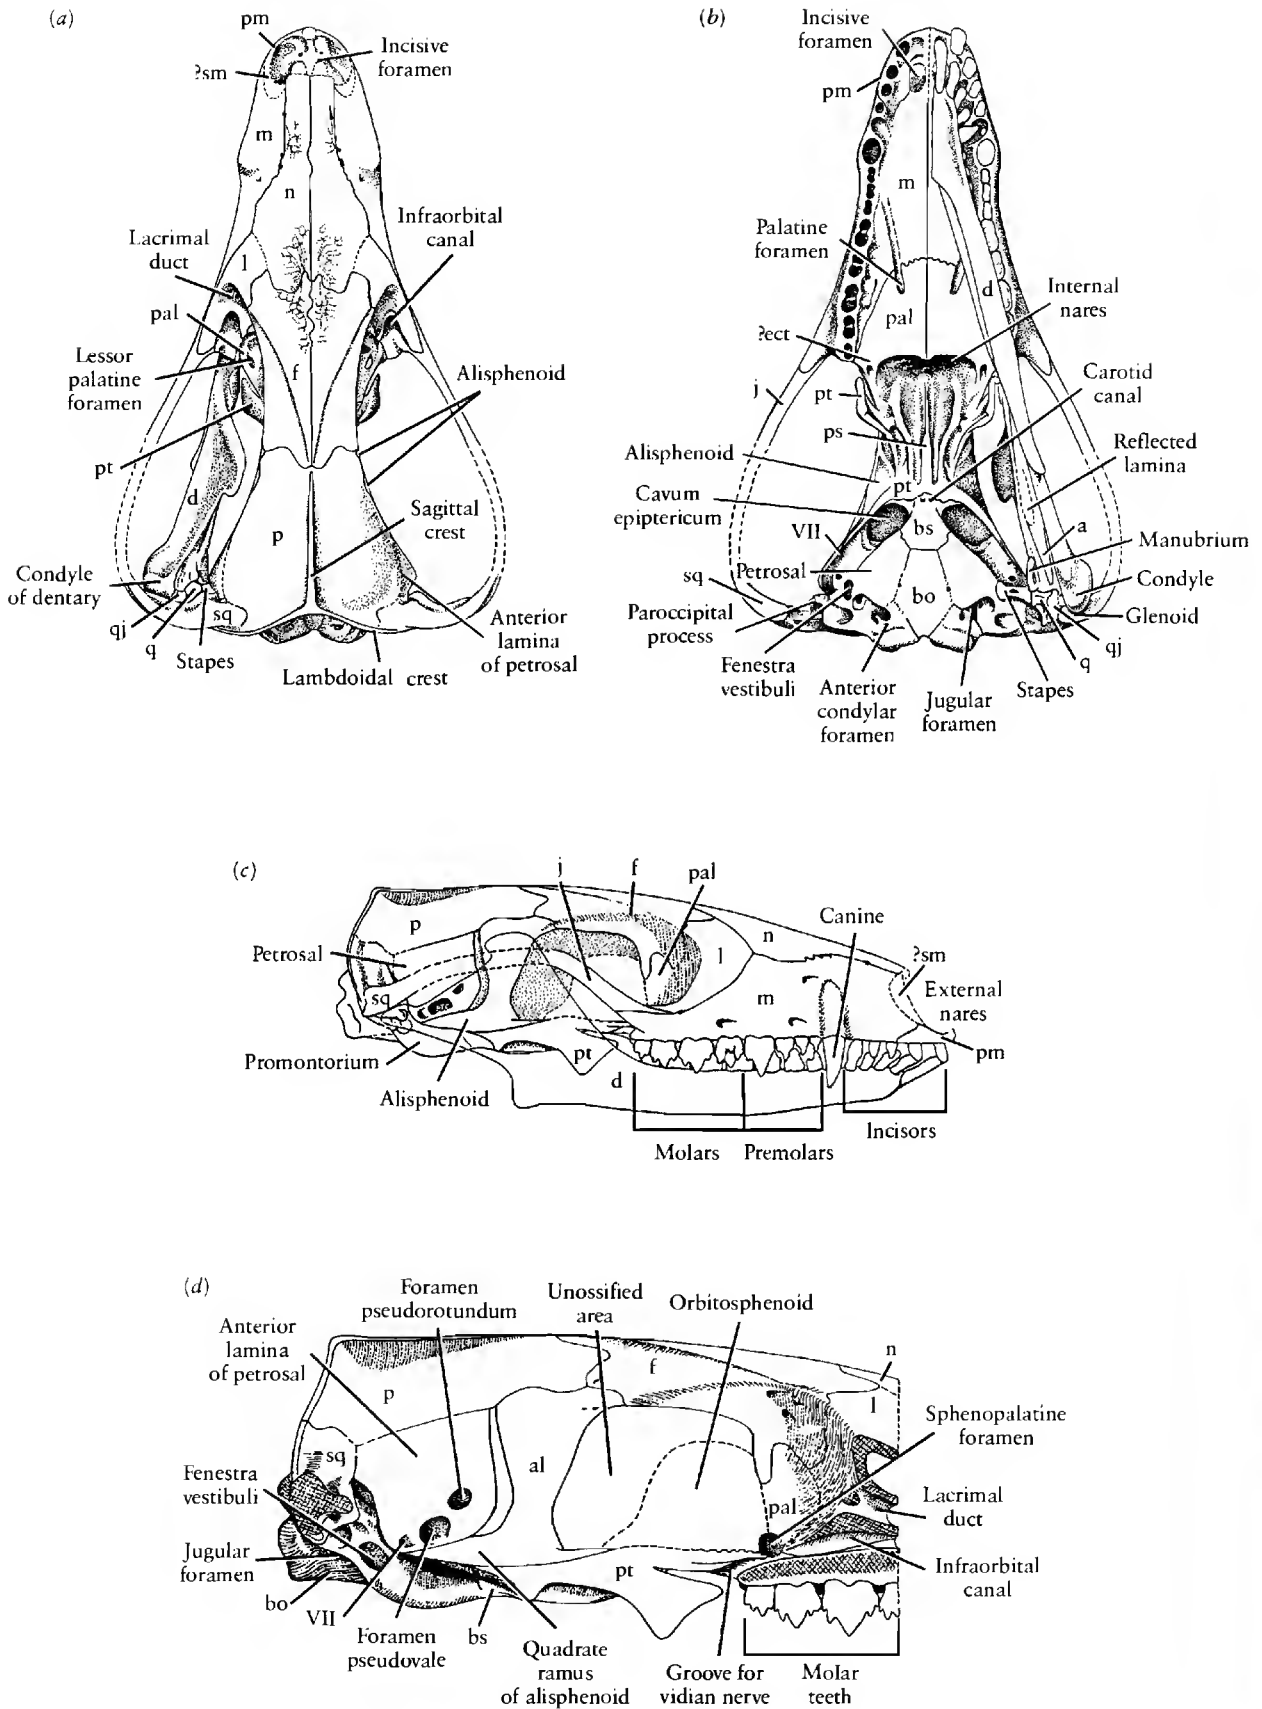 (a)
pm
Incisive
foramen
?sm
m
n
Infraorbital
canal
Lacrimal
duct
l
pal
Lessor
palatine
foramen
f
Alisphenoid
pt
d
Sagittal
crest
p
Condyle
of dentary
sq
qj
q
Stapes
Anterior
lamina
of petrosal
Lambdoidal crest
(b)
Incisive
foramen
pm
m
Palatine
foramen
d
Internal
nares
pal
?ect
Carotid
canal
j
pt
ps
Reflected
lamina
Alisphenoid
pt
Cavum
epiptericum
bs
a
VII
Manubrium
sq
Petrosal
Condyle
bo
Paroccipital
process
Glenoid
qj
q
Fenestra
vestibuli
Anterior
condylar
foramen
Jugular
foramen
Stapes
(c)
j
f
pal
Canine
p
n
Petrosal
l
?sm
sq
External
nares
m
Promontorium
pt
pm
d
Alisphenoid
Incisors
Molars
Premolars
(d)
Foramen
pseudorotundum
Unossified
area
Orbitosphenoid
Anterior
lamina
of petrosal
n
f
p
l
Sphenopalatine
foramen
sq
al
Fenestra
vestibuli
pal
Lacrimal
duct
Jugular
foramen
pt
Infraorbital
canal
bo
VII
Foramen
pseudovale
bs
Quadrate
ramus
of alisphenoid
Groove for
vidian nerve
Molar
teeth